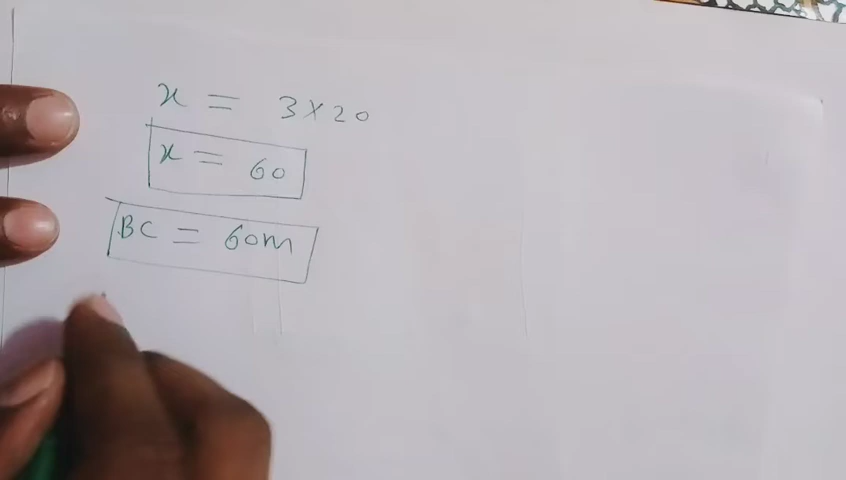 x = 3 × 20
x = 60
BC = 60m